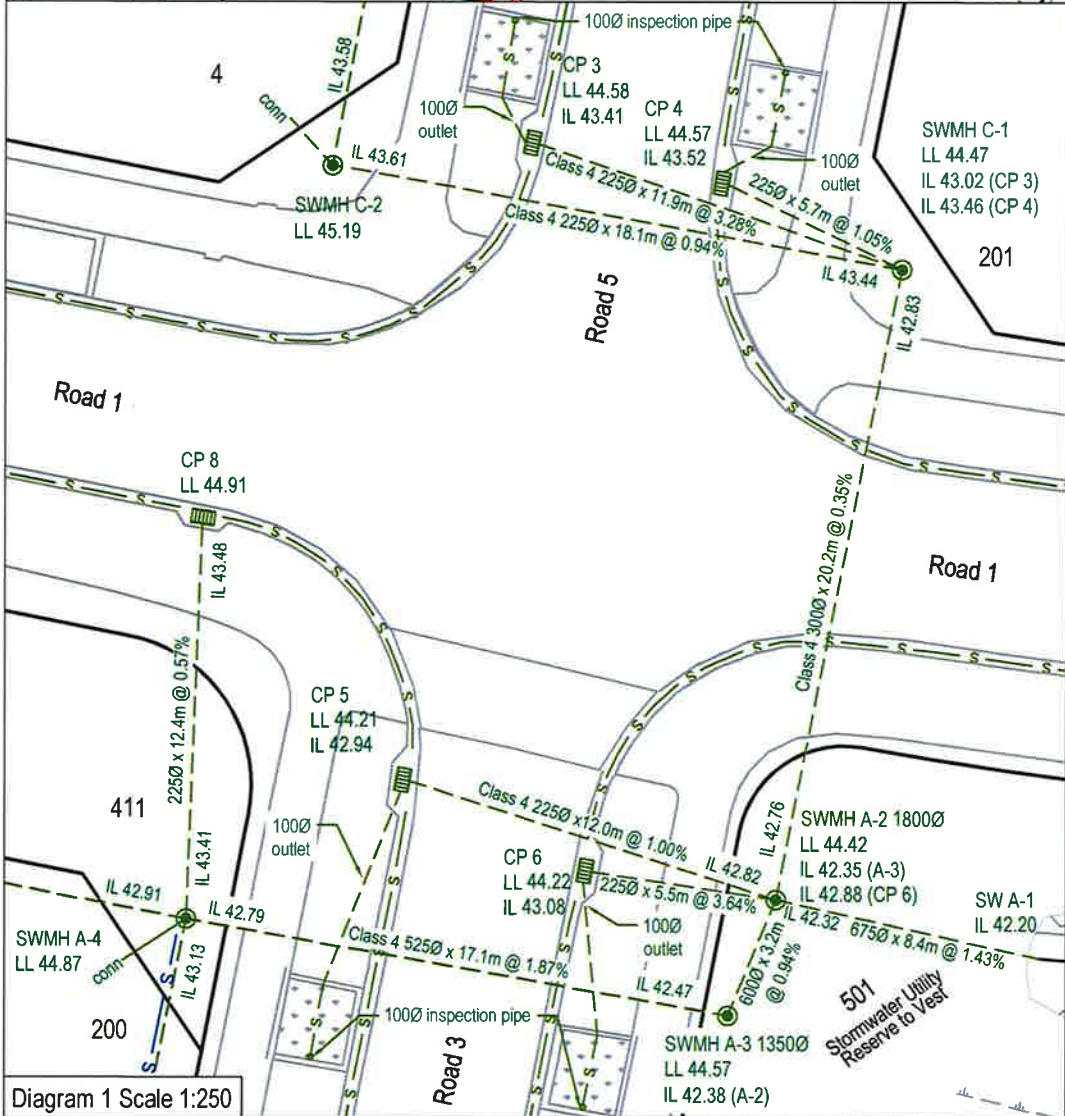 100Ø inspection pipe
4
IL 43.58
conn
CP 3
LL 44.58
IL 43.41
100Ø
outlet
CP 4
LL 44.57
IL 43.52
100Ø
outlet
SWMH C-1
LL 44.47
IL 43.02 (CP 3)
IL 43.46 (CP 4)
201
IL 43.61
SWMH C-2
LL 45.19
Class 4 225Ø x 11.9m @ 3.28%
225Ø x 5.7m @ 1.05%
Class 4 225Ø x 18.1m @ 0.94%
IL 43.44
IL 42.83
Road 5
Road 1
CP 8
LL 44.91
IL 43.48
Road 1
Class 4 300Ø x 20.2m @ 0.35%
225Ø x 12.4m @ 0.57%
CP 5
LL 44.21
IL 42.94
411
100Ø
outlet
Class 4 225Ø x12.0m @ 1.00%
IL 42.82
IL 42.76
SWMH A-2 1800Ø
LL 44.42
IL 42.35 (A-3)
IL 42.88 (CP 6)
CP 6
LL 44.22
IL 43.08
225Ø x 5.5m @ 3.64%
IL 43.41
IL 42.91
IL 42.79
SWMH A-4
LL 44.87
conn
IL 43.13
Class 4 525Ø x 17.1m @ 1.87%
100Ø
outlet
IL 42.32
675Ø x 8.4m @ 1.43%
SW A-1
IL 42.20
600Ø x 3.2m
@ 0.94%
IL 42.47
501
Stormwater Utility
Reserve to Vest
200
100Ø inspection pipe
Road 3
SWMH A-3 1350Ø
LL 44.57
IL 42.38 (A-2)
Diagram 1 Scale 1:250